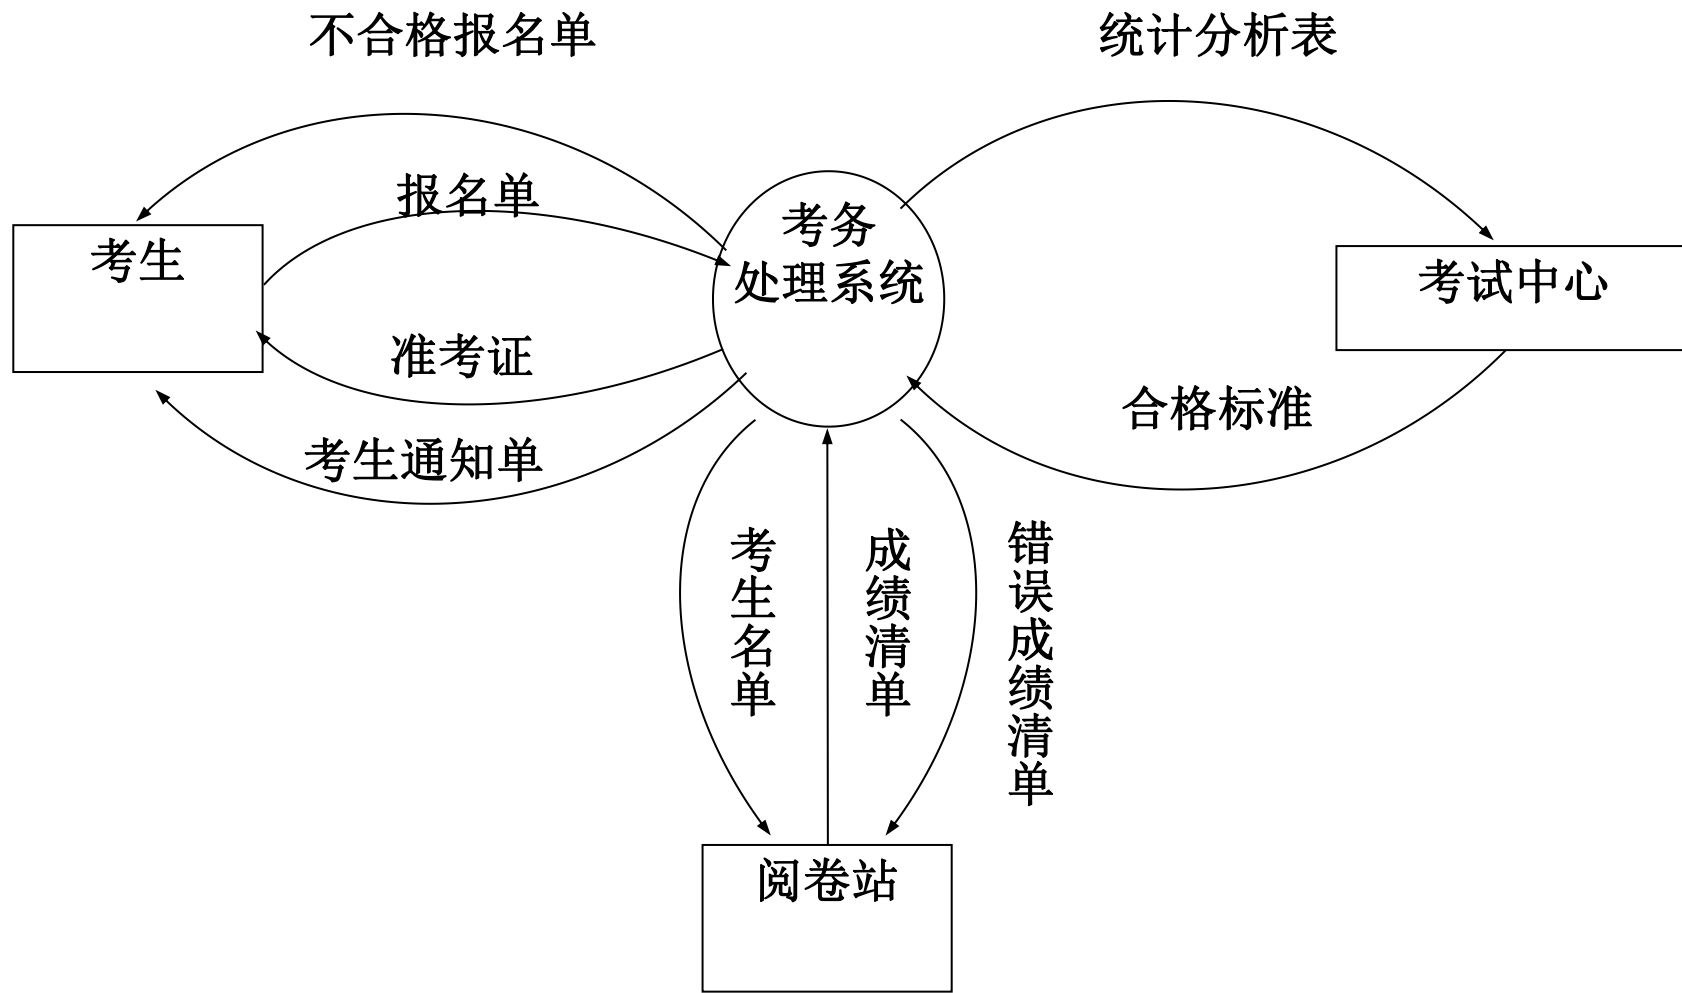 不合格报名单
统计分析表
报名单
考务
处理系统
考生
考试中心
准考证
合格标准
考生通知单
考生名单
成绩清单
错误成绩清单
阅卷站